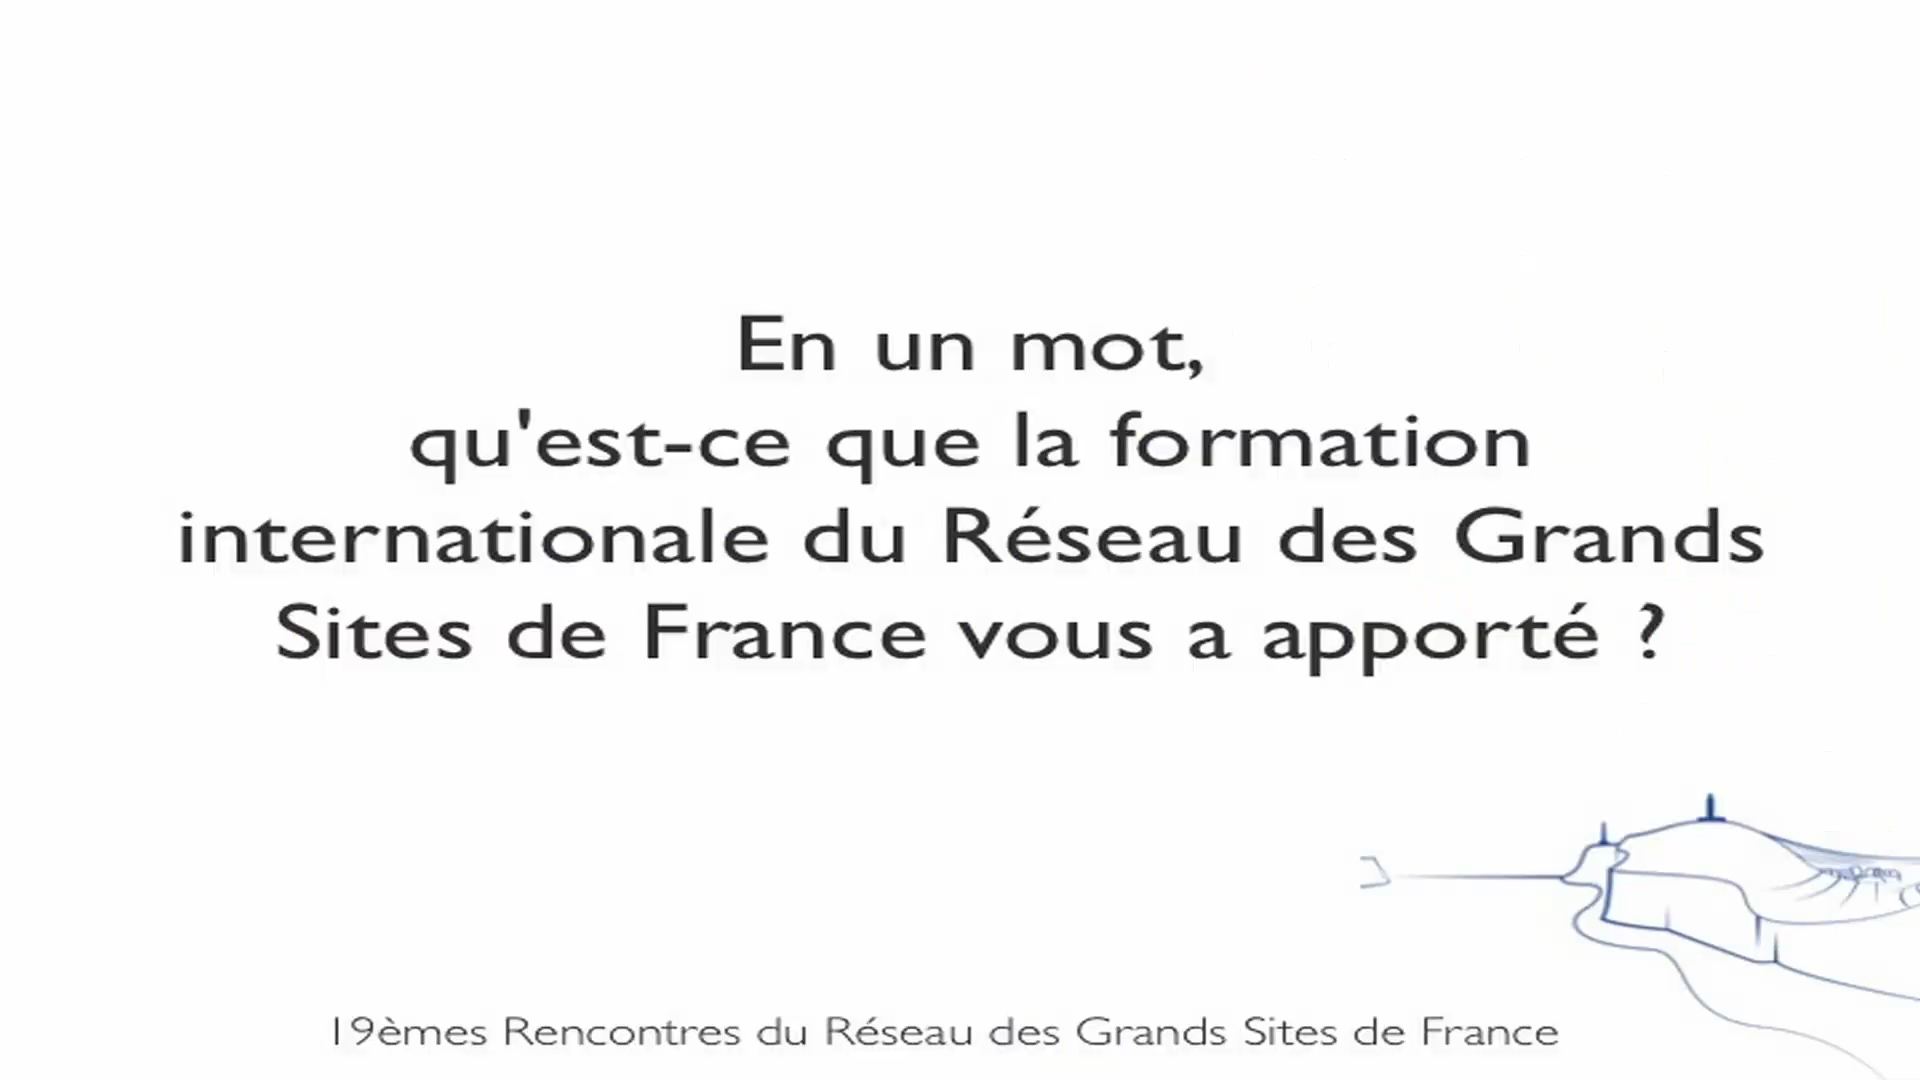 En un mot,
qu'est-ce que la formation
internationale du Réseau des Grands
Sites de France vous a apporté ?
19èmes Rencontres du Réseau des Grands Sites de France